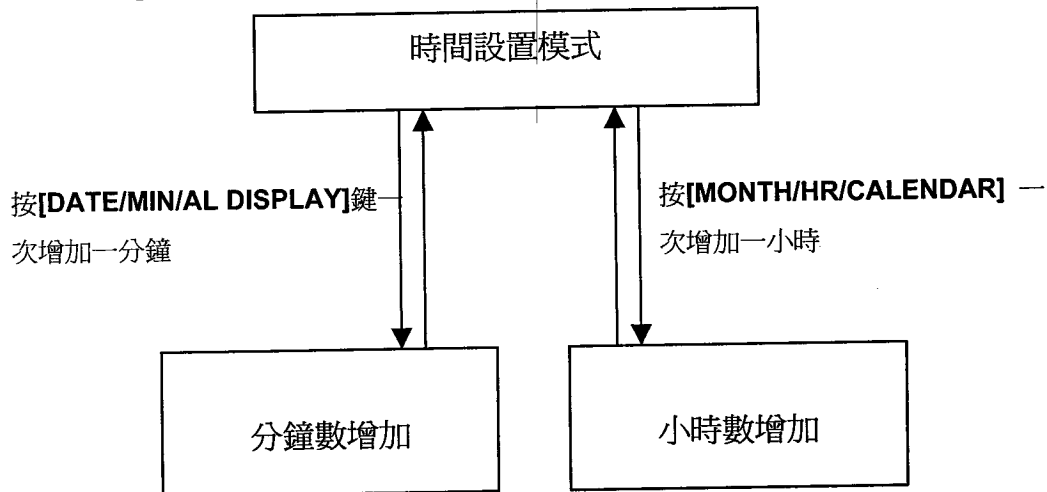 時間設置模式
按[DATE/MIN/AL DISPLAY]鍵一
次增加一分鐘
按[MONTH/HR/CALENDAR] 一
次增加一小時
分鐘數增加
小時數增加